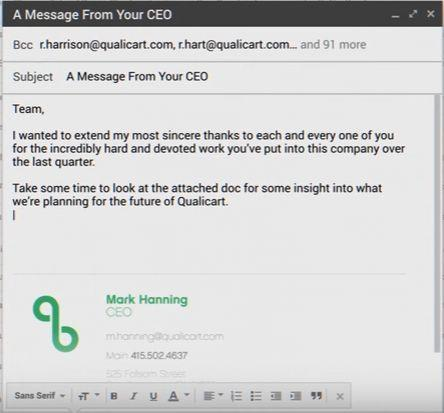 A Message From Your CEO
Bcc r.harrison@qualicart.com, r.hart@qualicart.com... and 91 more
Subject A Message From Your CEO
Team,
I wanted to extend my most sincere thanks to each and every one of you
for the incredibly hard and devoted work you've put into this company over
the last quarter.
Take some time to look at the attached doc for some insight into what
we're planning for the future of Qualicart.
Mark Hanning
CEO
m.hanning@qualicart.com
Main 415.502.4637
525 Folsom Street
Sans Serif T B I U A